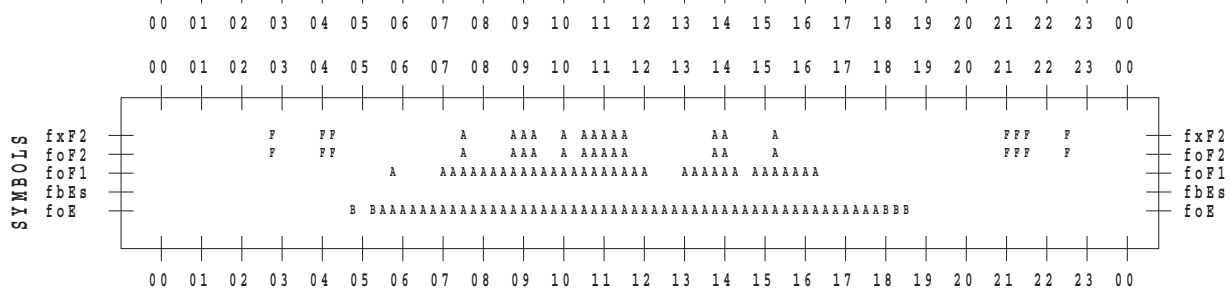 00 01 02 03 04 05 06 07 08 09 10 11 12 13 14 15 16 17 18 19 20 21 22 23 00
00 01 02 03 04 05 06 07 08 09 10 11 12 13 14 15 16 17 18 19 20 21 22 23 00
SYMBOLS
fxF2 F FF A AAA A AAAAA AA A FFF F fxF2
foF2 F FF A AAA A AAAAA AA A FFF F foF2
foF1 A AAAAAAAAAAAAAAAAAAAAA AAAAAA AAAAAAA foF1
fbEs fbEs
foE B BAAAAAAAAAAAAAAAAAAAAAAAAAAAAAAAAAAAAAAAAAAAAAAAAAABBB foE
00 01 02 03 04 05 06 07 08 09 10 11 12 13 14 15 16 17 18 19 20 21 22 23 00